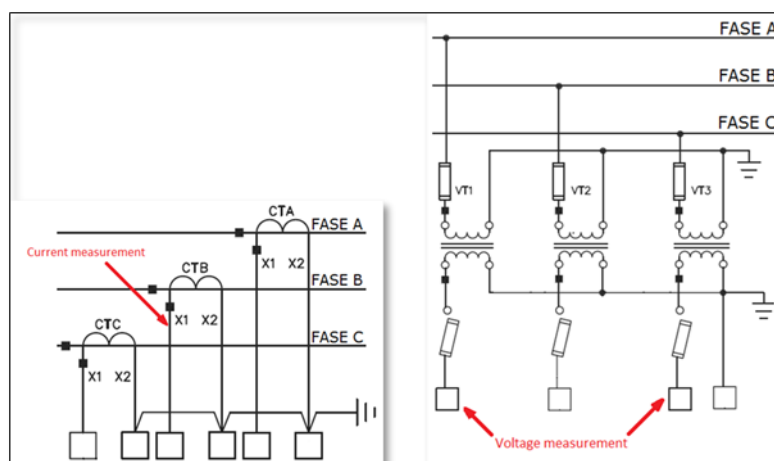 FASE A
FASE B
FASE C
VT1
VT2
VT3
CTA
FASE A
Current measurement
X1 X2
CTB
FASE B
X1 X2
CTC
FASE C
X1 X2
Voltage measurement